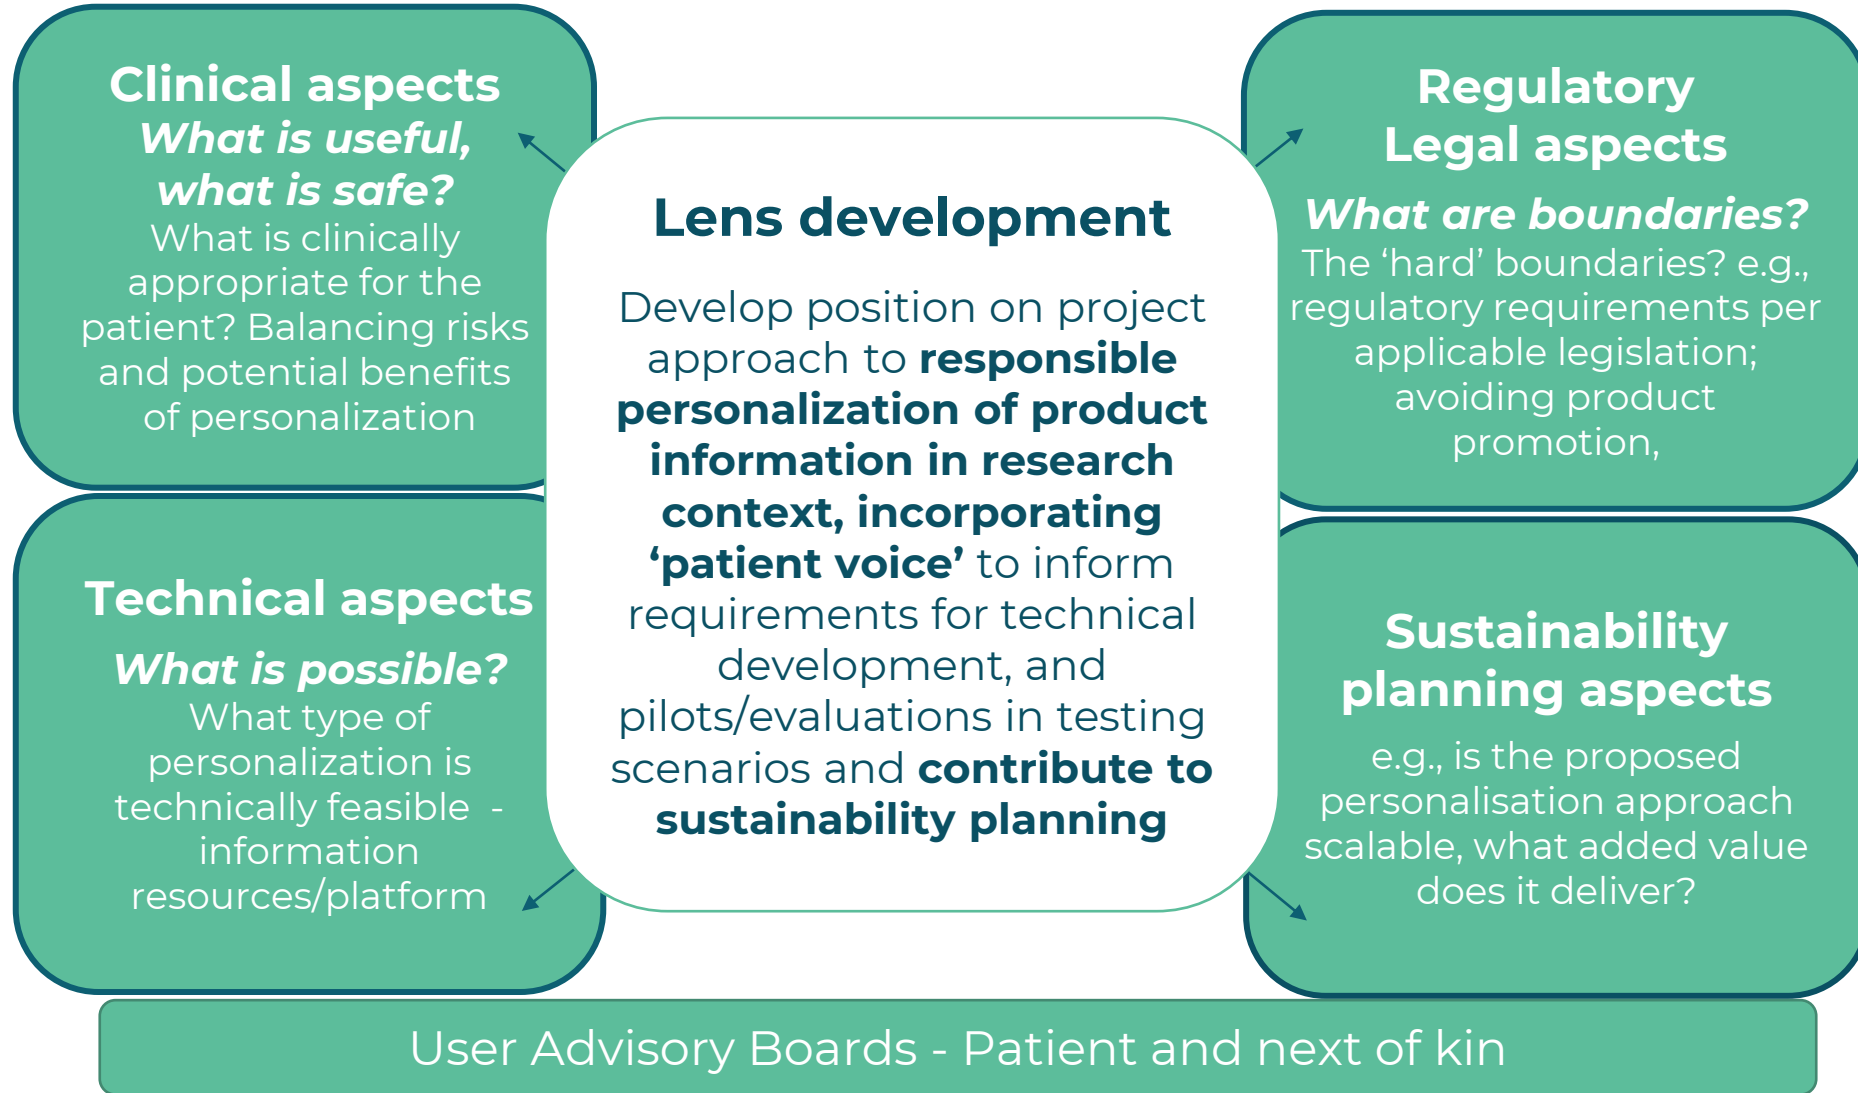 Clinical aspects
What is useful,
what is safe?
What is clinically
appropriate for the
patient? Balancing risks
and potential benefits
of personalization
Technical aspects
What is possible?
What type of
personalization is
technically feasible  -
information
resources/platform
Lens development
Develop position on project
approach to responsible
personalization of product
information in research
context, incorporating
‘patient voice’ to inform
requirements for technical
development, and
pilots/evaluations in testing
scenarios and contribute to
sustainability planning
Regulatory
Legal aspects
What are boundaries?
The ‘hard’ boundaries? e.g.,
regulatory requirements per
applicable legislation;
avoiding product
promotion,
Sustainability
planning aspects
e.g., is the proposed
personalisation approach
scalable, what added value
does it deliver?
User Advisory Boards - Patient and next of kin